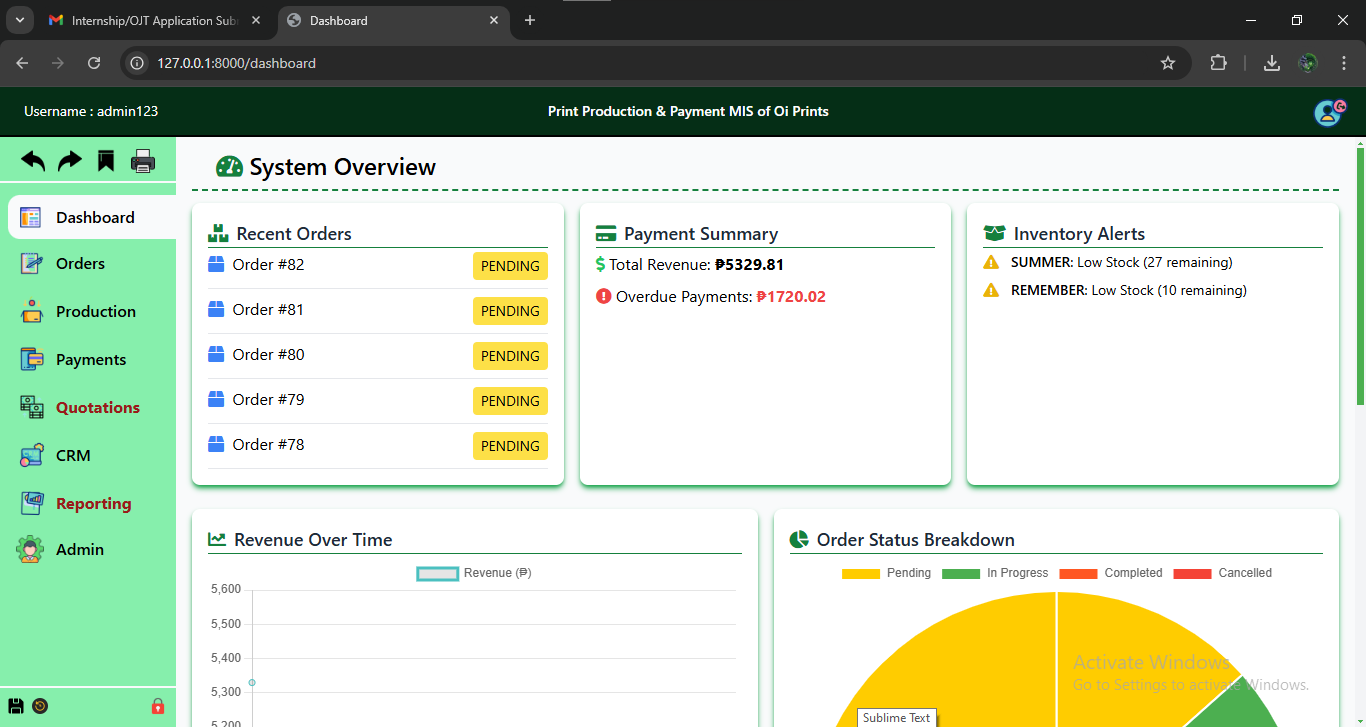 Internship/OJT Application Sub
Dashboard
127.0.0.1:8000/dashboard
Username : admin123
Print Production & Payment MIS of Oi Prints
System Overview
Dashboard
Orders
Production
Payments
Quotations
CRM
Reporting
Admin
Recent Orders
Order #82 PENDING
Order #81 PENDING
Order #80 PENDING
Order #79 PENDING
Order #78 PENDING
Payment Summary
Total Revenue: ₱5329.81
Overdue Payments: ₱1720.02
Inventory Alerts
SUMMER: Low Stock (27 remaining)
REMEMBER: Low Stock (10 remaining)
Revenue Over Time
Revenue (₱)
5,600
5,500
5,400
5,300
5,200
Order Status Breakdown
Pending In Progress Completed Cancelled
Activate Windows
Go to Settings to activate Windows.
Sublime Text